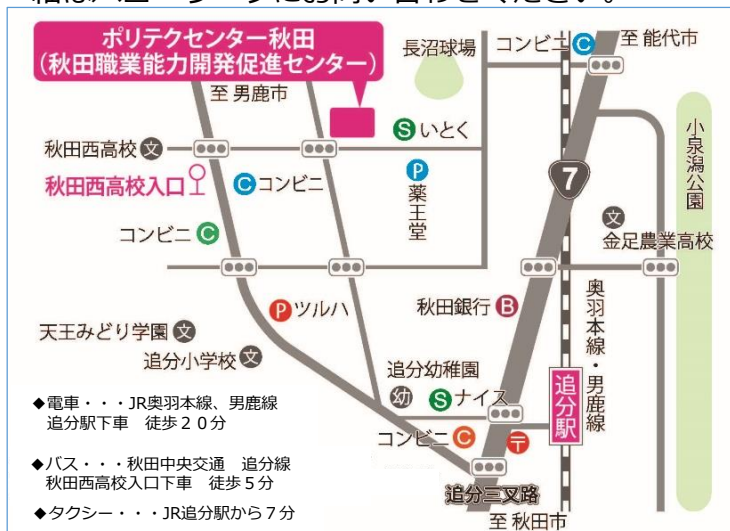 ポリテクセンター秋田
(秋田職業能力開発促進センター)
長沼球場
コンビニ C
至 能代市
至 男鹿市
S いとく
秋田西高校 文
秋田西高校入口
C コンビニ
P
薬王堂
7
小泉潟公園
文
金足農業高校
コンビニ C
P ツルハ
秋田銀行 B
奥羽本線・男鹿線
天王みどり学園 文
追分小学校 文
追分幼稚園
幼 S ナイス
追分駅
コンビニ C
〒
追分三叉路
至 秋田市
◆電車・・・JR奥羽本線、男鹿線
追分駅下車 徒歩20分
◆バス・・・秋田中央交通 追分線
秋田西高校入口下車 徒歩5分
◆タクシー・・・JR追分駅から7分